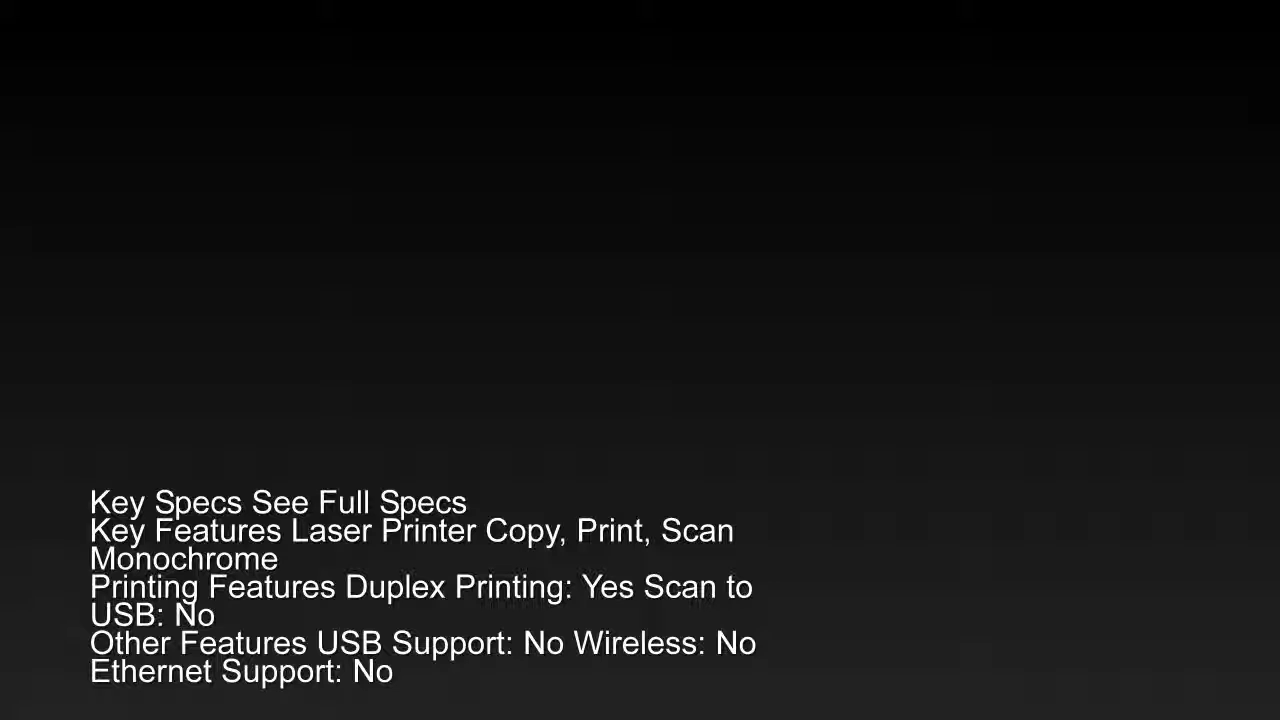 Key Specs See Full Specs
Key Features Laser Printer Copy, Print, Scan
Monochrome
Printing Features Duplex Printing: Yes Scan to
USB: No
Other Features USB Support: No Wireless: No
Ethernet Support: No